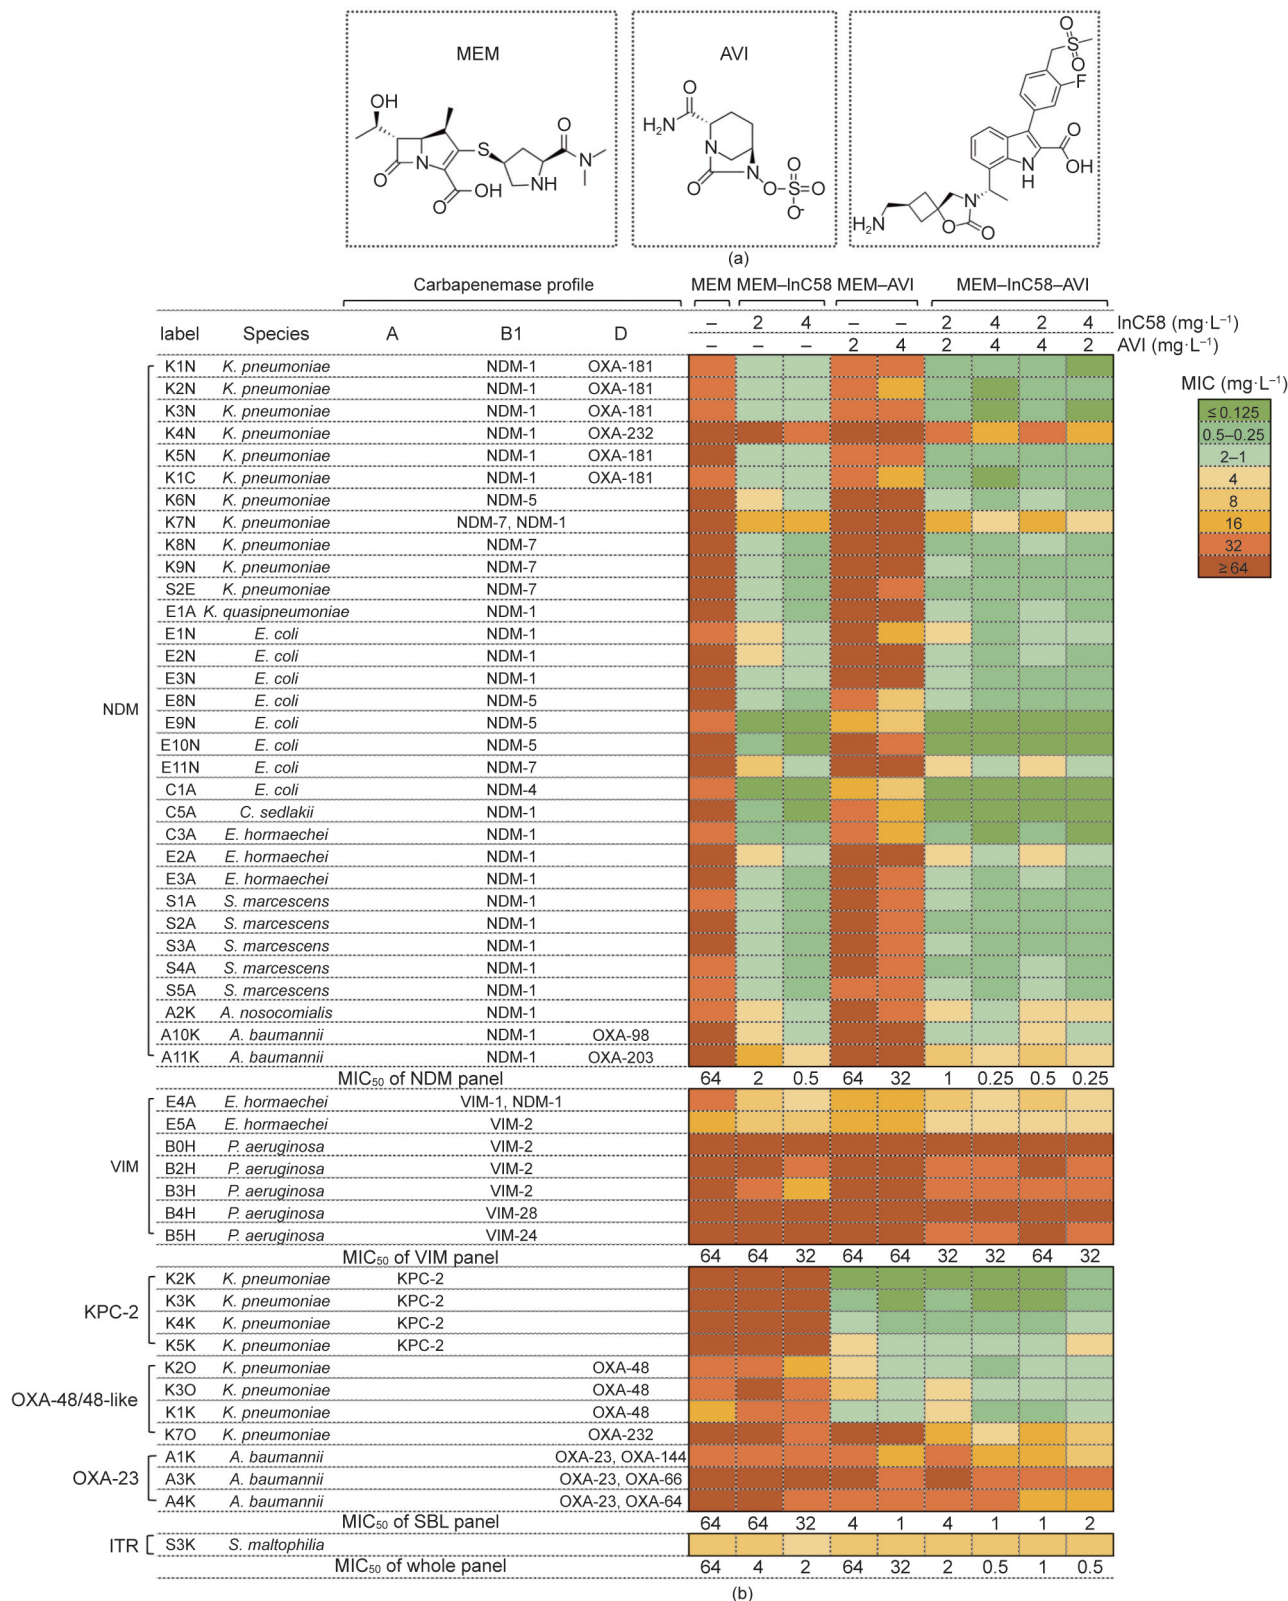 MEM
AVI
OH
O
N
O
OH
S
NH
O
N
O
H2N
N
O
N
O
S
O
O
O-
O
S
O
F
O
OH
N
H
N
O
O
H2N
(a)
Carbapenemase profile
MEM MEM–InC58 MEM–AVI MEM–InC58–AVI
– 2 4 – – 2 4 2 4 InC58 (mg·L−1)
label Species A B1 D
– – – 2 4 2 4 4 2 AVI (mg·L−1)
K1N K. pneumoniae NDM-1 OXA-181
K2N K. pneumoniae NDM-1 OXA-181
K3N K. pneumoniae NDM-1 OXA-181
K4N K. pneumoniae NDM-1 OXA-232
K5N K. pneumoniae NDM-1 OXA-181
K1C K. pneumoniae NDM-1 OXA-181
K6N K. pneumoniae NDM-5
K7N K. pneumoniae NDM-7, NDM-1
K8N K. pneumoniae NDM-7
K9N K. pneumoniae NDM-7
S2E K. pneumoniae NDM-7
E1A K. quasipneumoniae NDM-1
E1N E. coli NDM-1
E2N E. coli NDM-1
E3N E. coli NDM-1
E8N E. coli NDM-5
NDM
E9N E. coli NDM-5
E10N E. coli NDM-5
E11N E. coli NDM-7
C1A E. coli NDM-4
C5A C. sedlakii NDM-1
C3A E. hormaechei NDM-1
E2A E. hormaechei NDM-1
E3A E. hormaechei NDM-1
S1A S. marcescens NDM-1
S2A S. marcescens NDM-1
S3A S. marcescens NDM-1
S4A S. marcescens NDM-1
S5A S. marcescens NDM-1
A2K A. nosocomialis NDM-1
A10K A. baumannii NDM-1 OXA-98
A11K A. baumannii NDM-1 OXA-203
MIC50 of NDM panel 64 2 0.5 64 32 1 0.25 0.5 0.25
E4A E. hormaechei VIM-1, NDM-1
E5A E. hormaechei VIM-2
B0H P. aeruginosa VIM-2
VIM
B2H P. aeruginosa VIM-2
B3H P. aeruginosa VIM-2
B4H P. aeruginosa VIM-28
B5H P. aeruginosa VIM-24
MIC50 of VIM panel 64 64 32 64 64 32 32 64 32
K2K K. pneumoniae KPC-2
K3K K. pneumoniae KPC-2
KPC-2
K4K K. pneumoniae KPC-2
K5K K. pneumoniae KPC-2
K2O K. pneumoniae OXA-48
K3O K. pneumoniae OXA-48
OXA-48/48-like
K1K K. pneumoniae OXA-48
K7O K. pneumoniae OXA-232
A1K A. baumannii OXA-23, OXA-144
OXA-23
A3K A. baumannii OXA-23, OXA-66
A4K A. baumannii OXA-23, OXA-64
MIC50 of SBL panel 64 64 32 4 1 4 1 1 2
ITR S3K S. maltophilia
MIC50 of whole panel 64 4 2 64 32 2 0.5 1 0.5
(b)
MIC (mg·L−1)
≤ 0.125
0.5–0.25
2–1
4
8
16
32
≥ 64